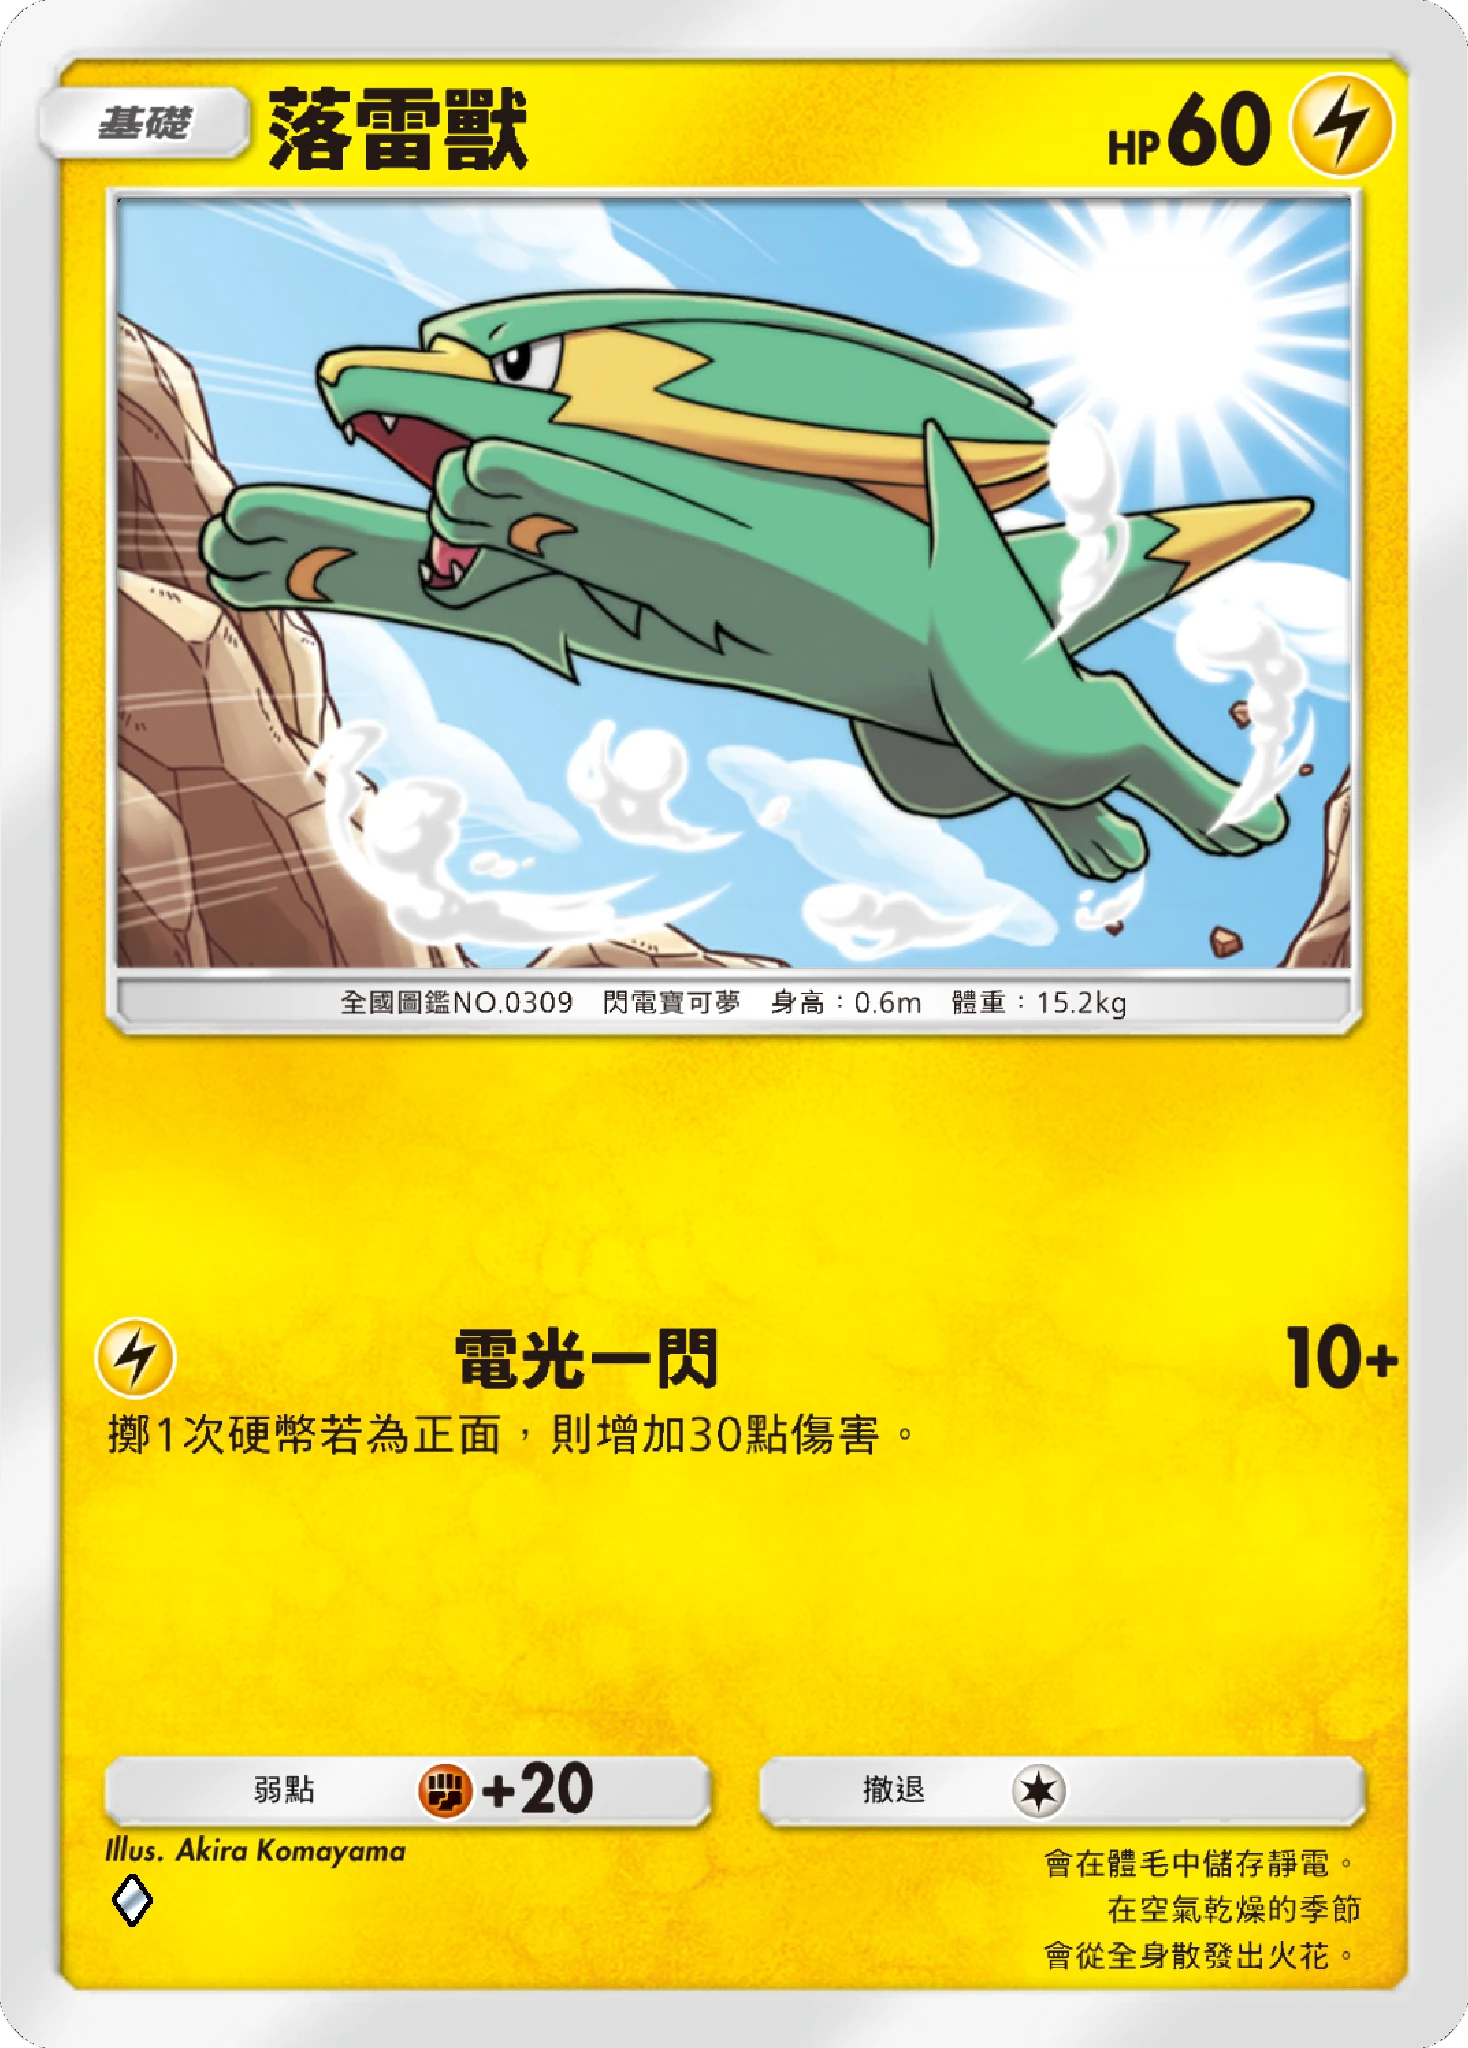 基礎
落雷獸
HP60
全國圖鑑NO.0309 閃電寶可夢 身高：0.6m 體重：15.2kg
電光一閃 10+
擲1次硬幣若為正面，則增加30點傷害。
弱點 +20
撤退
Illus. Akira Komayama
會在體毛中儲存靜電。
在空氣乾燥的季節
會從全身散發出火花。